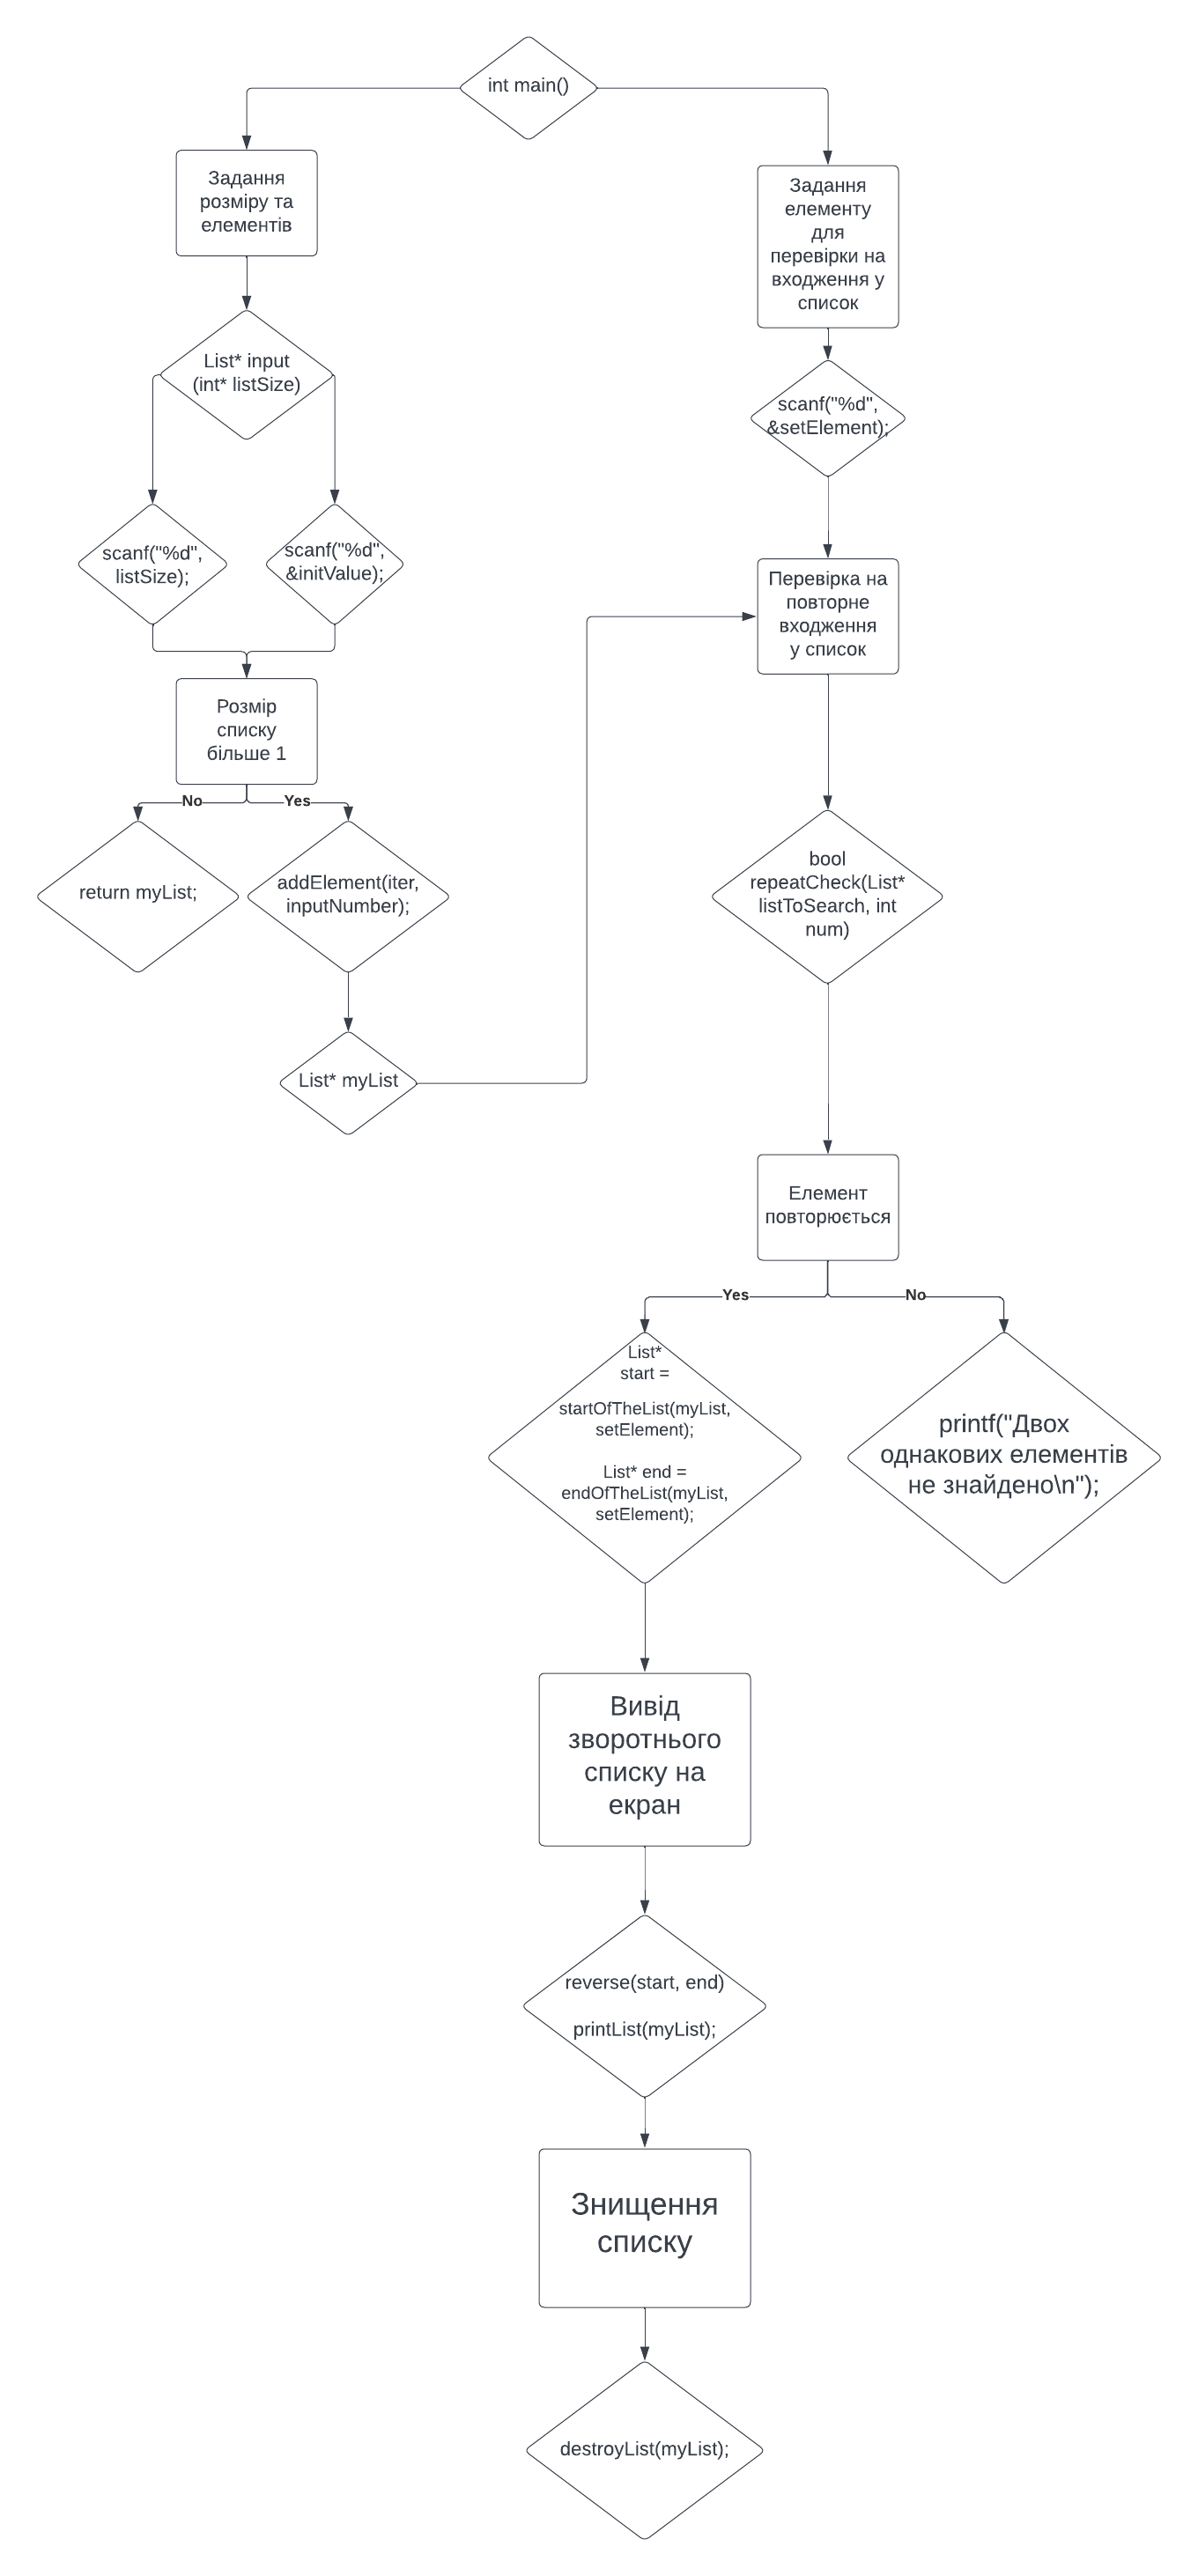 int main()
Задання
розміру та
елементів
Задання
елементу
для
перевірки на
входження у
список
List* input
(int* listSize)
scanf("%d",
&setElement);
scanf("%d",
listSize);
scanf("%d",
&initValue);
Перевірка на
повторне
входження
у список
Розмір
списку
більше 1
No
Yes
return myList;
addElement(iter,
inputNumber);
bool
repeatCheck(List*
listToSearch, int
num)
List* myList
Елемент
повторюється
Yes
No
List*
start =
startOfTheList(myList,
setElement);
List* end =
endOfTheList(myList,
setElement);
printf("Двох
однакових елементів
не знайдено\n");
Вивід
зворотнього
списку на
екран
reverse(start, end)
printList(myList);
Знищення
списку
destroyList(myList);